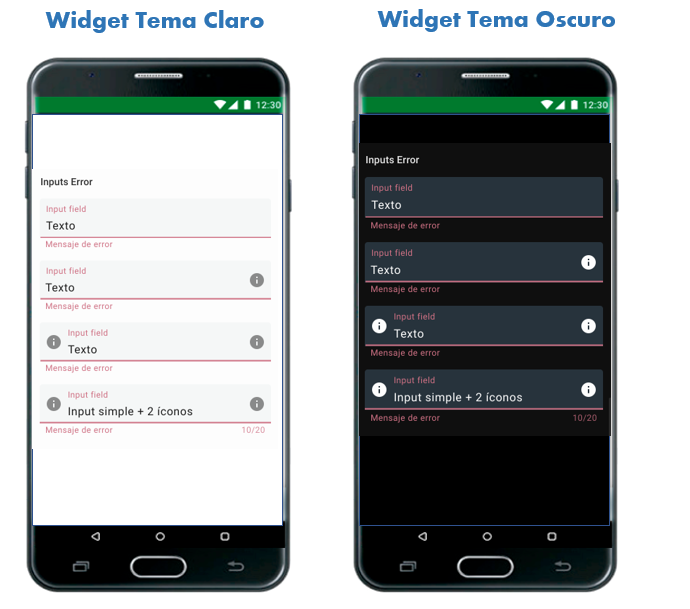 Widget Tema Claro
12:30
Inputs Error
Input field
Texto
Mensaje de error
Input field
Texto
Mensaje de error
Input field
Texto
Mensaje de error
Input field
Input simple + 2 íconos
Mensaje de error 10/20
Widget Tema Oscuro
12:30
Inputs Error
Input field
Texto
Mensaje de error
Input field
Texto
Mensaje de error
Input field
Texto
Mensaje de error
Input field
Input simple + 2 íconos
Mensaje de error 10/20